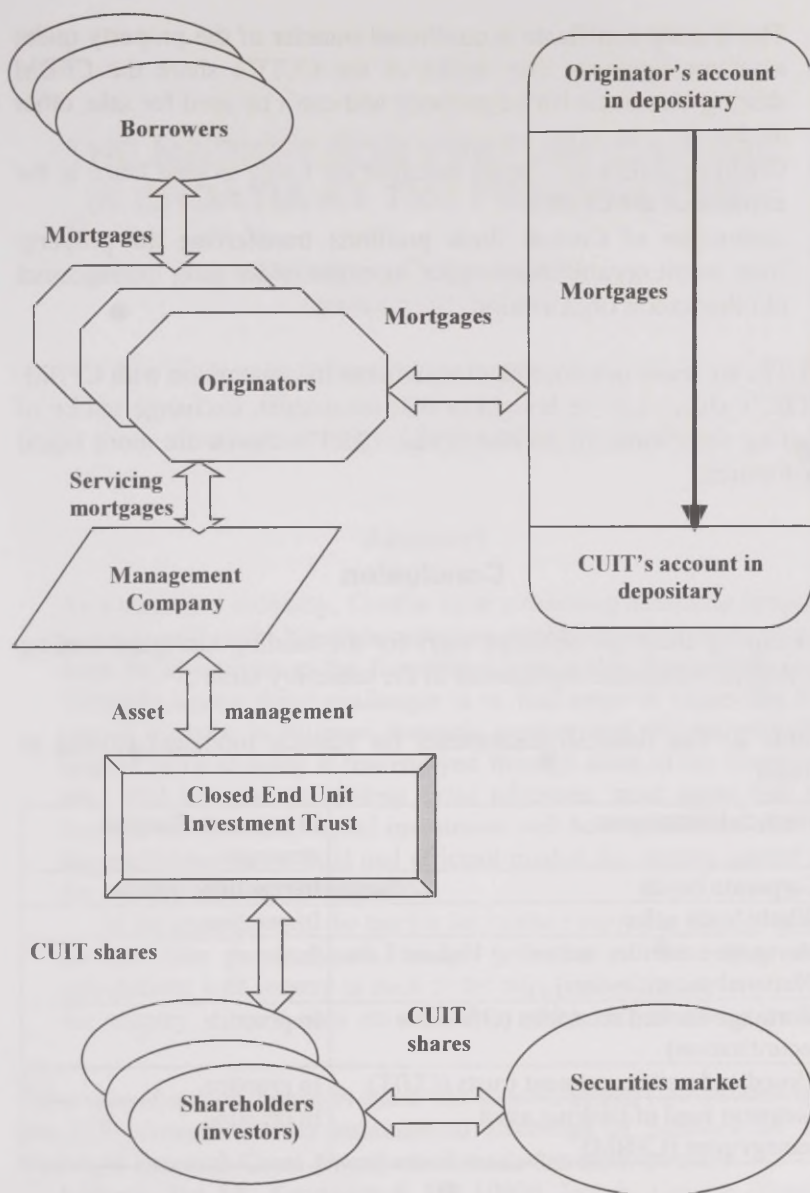 Originator's account
in depositary
Borrowers
Mortgages
Mortgages
Mortgages
Originators
Servicing
mortgages
Management
Company
CUIT's account in
depositary
Asset management
Closed End Unit
Investment Trust
CUIT shares
CUIT
shares
Shareholders
(investors)
Securities market